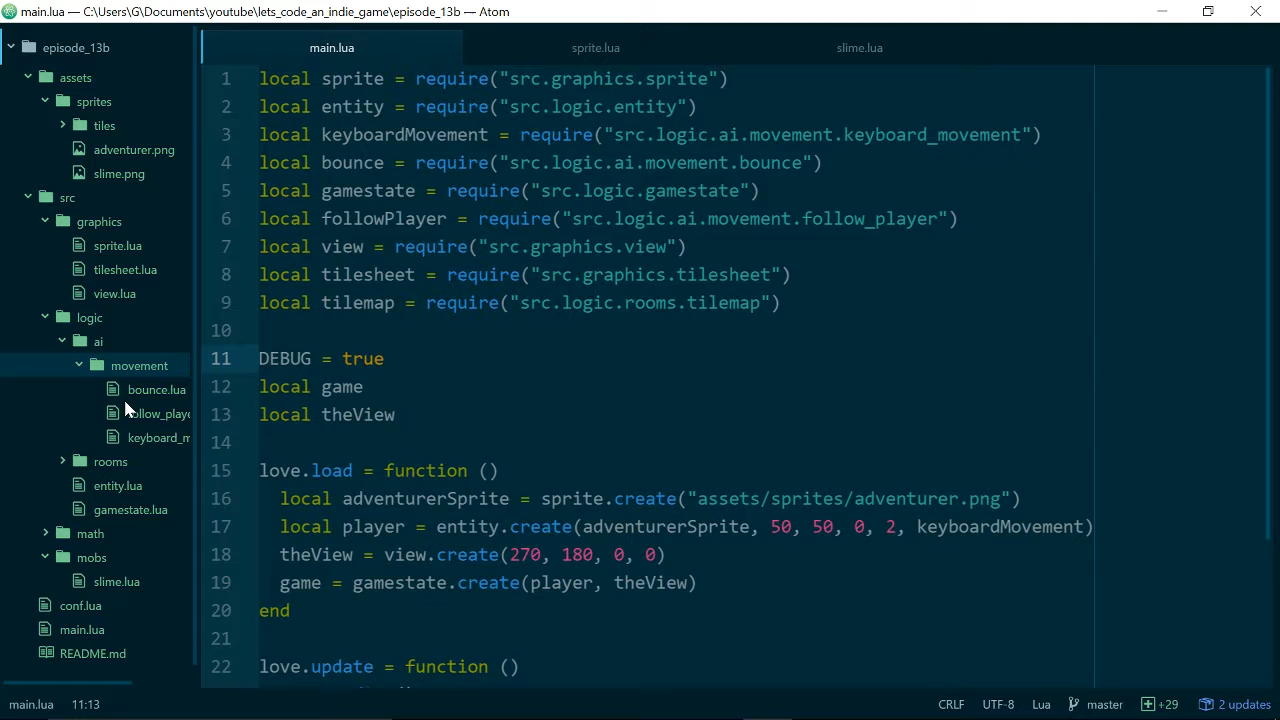 main.lua — C:\Users\G\Documents\youtube\lets_code_an_indie_game\episode_13b — Atom
episode_13b
assets
sprites
tiles
adventurer.png
slime.png
src
graphics
sprite.lua
tilesheet.lua
view.lua
logic
ai
movement
bounce.lua
ollow_playe
keyboard_m
rooms
entity.lua
gamestate.lua
math
mobs
slime.lua
conf.lua
main.lua
README.md
main.lua sprite.lua slime.lua
1 local sprite = require("src.graphics.sprite")
2 local entity = require("src.logic.entity")
3 local keyboardMovement = require("src.logic.ai.movement.keyboard_movement")
4 local bounce = require("src.logic.ai.movement.bounce")
5 local gamestate = require("src.logic.gamestate")
6 local followPlayer = require("src.logic.ai.movement.follow_player")
7 local view = require("src.graphics.view")
8 local tilesheet = require("src.graphics.tilesheet")
9 local tilemap = require("src.logic.rooms.tilemap")
10
11 DEBUG = true
12 local game
13 local theView
14
15 love.load = function ()
16 local adventurerSprite = sprite.create("assets/sprites/adventurer.png")
17 local player = entity.create(adventurerSprite, 50, 50, 0, 2, keyboardMovement)
18 theView = view.create(270, 180, 0, 0)
19 game = gamestate.create(player, theView)
20 end
21
22 love.update = function ()
main.lua 11:13 CRLF UTF-8 Lua master +29 2 updates